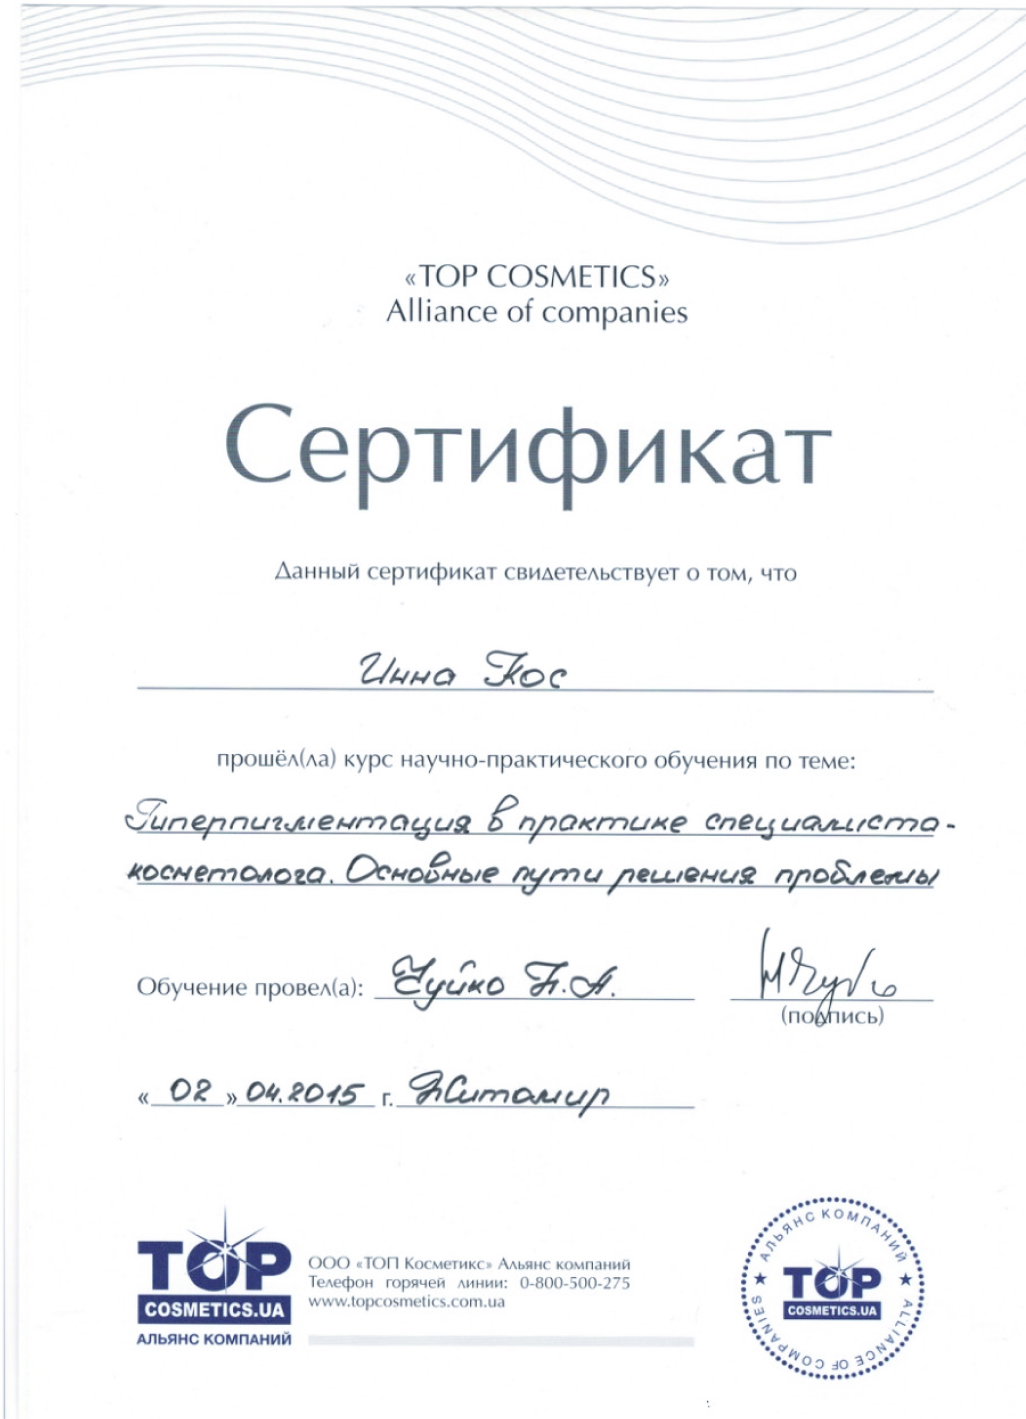 «TOP COSMETICS»
Alliance of companies
Сертификат
Данный сертификат свидетельствует о том, что
Инна Кос
прошёл(ла) курс научно-практического обучения по теме:
Гиперпигментация в практике специалиста-
косметолога. Основные пути решения проблемы
Обучение провел(а): Чуйко Н.А.
(подпись)
«02» 04.2015 г. Житомир
TOP
COSMETICS.UA
АЛЬЯНС КОМПАНИЙ
ООО «ТОП Косметикс» Альянс компаний
Телефон горячей линии: 0-800-500-275
www.topcosmetics.com.ua
АЛЬЯНС КОМПАНИЙ
TOP
COSMETICS.UA
ALLIANCE OF COMPANIES